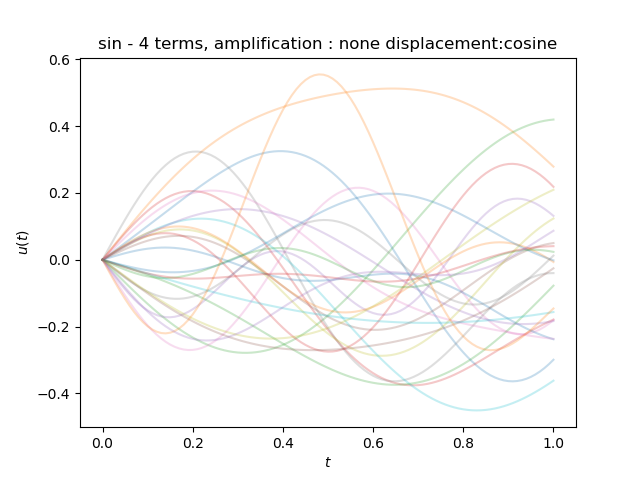 sin - 4 terms, amplification : none displacement:cosine
0.6
0.4
0.2
0.0
−0.2
−0.4
u(t)
0.0 0.2 0.4 0.6 0.8 1.0
t